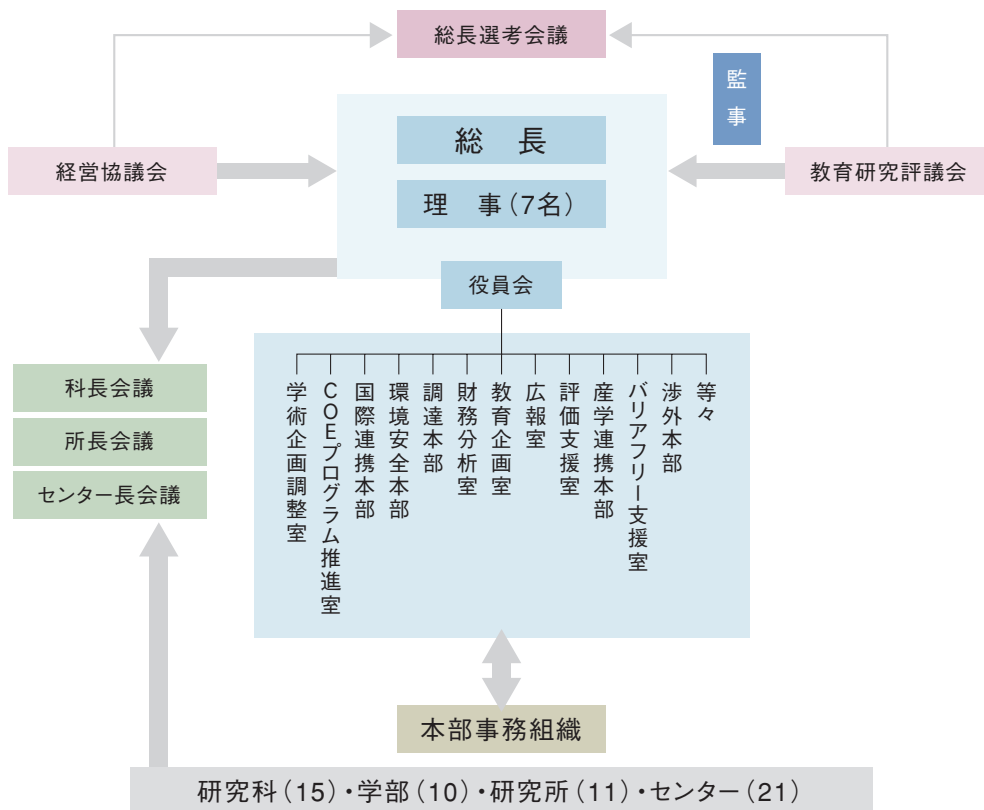 総長選考会議
監事
総　長
経営協議会
教育研究評議会
理　事（7名）
役員会
科長会議
所長会議
センター長会議
学術企画調整室
COEプログラム推進室
国際連携本部
環境安全本部
調達本部
財務分析室
教育企画室
広報室
評価支援室
産学連携本部
バリアフリー支援室
渉外本部
等々
本部事務組織
研究科（15）・学部（10）・研究所（11）・センター（21）